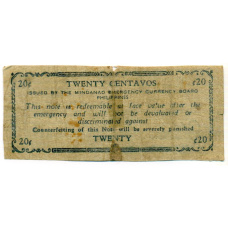 20¢ TWENTY CENTAVOS ¢20
ISSUED BY THE MINDANAO EMERGENCY CURRENCY BOARD
PHILIPPINES
This note is redeemable at face value after the
emergency and will not be devaluated or
discriminated against
Counterfeiting of this Note will be severely punished
20¢ TWENTY ¢20